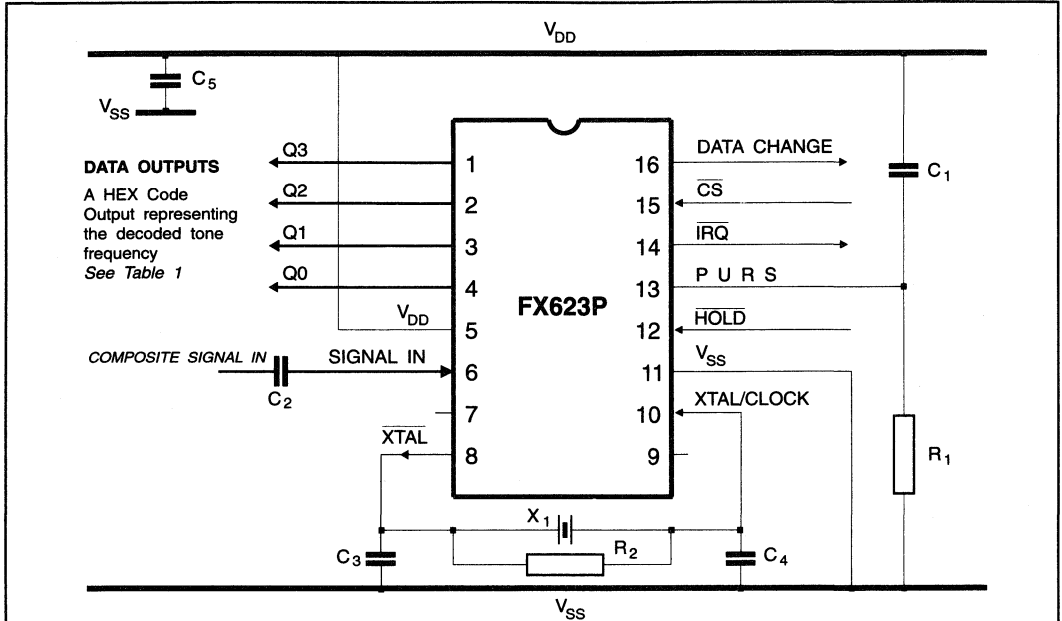 VDD
C5
VSS
DATA OUTPUTS
A HEX Code
Output representing
the decoded tone
frequency
See Table 1
Q3
Q2
Q1
Q0
VDD
COMPOSITE SIGNAL IN
SIGNAL IN
C2
XTAL
1
2
3
4
5
6
7
8
FX623P
16
15
14
13
12
11
10
9
DATA CHANGE
CS
IRQ
P U R S
HOLD
VSS
XTAL/CLOCK
C1
R1
X1
R2
C3
C4
VSS